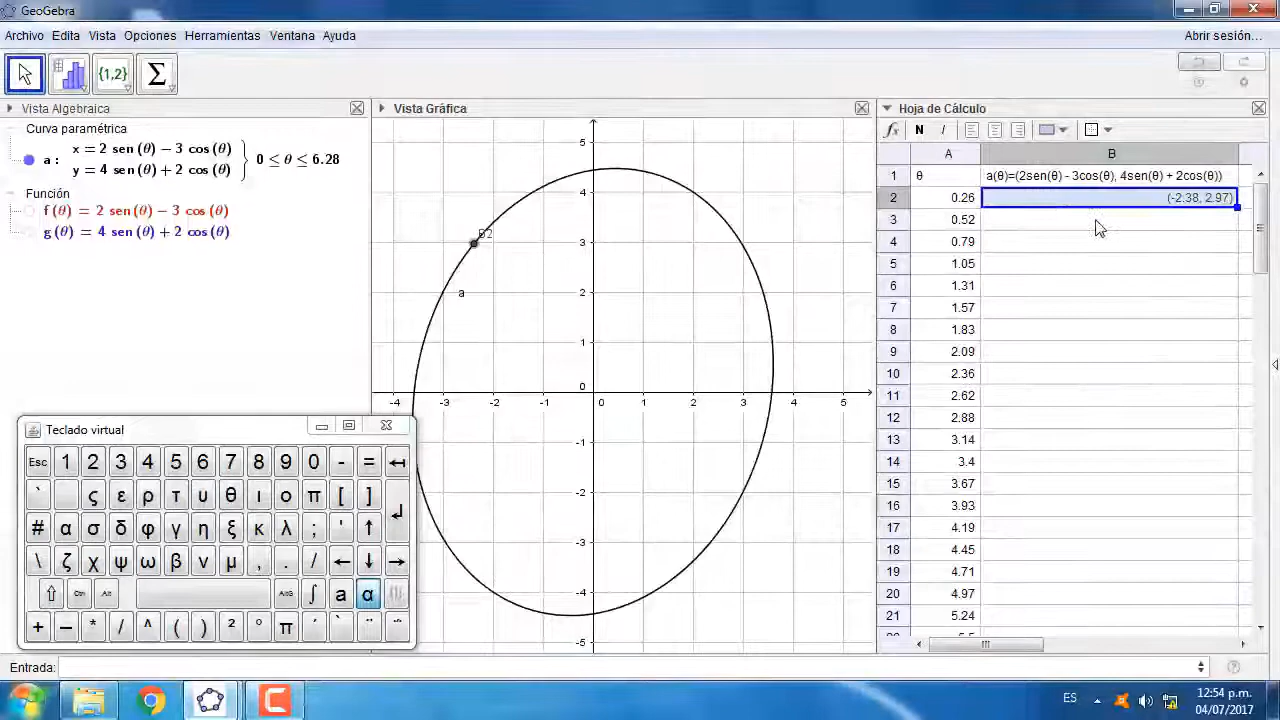 GeoGebra
Archivo Edita Vista Opciones Herramientas Ventana Ayuda
Abrir sesión...
{1,2} Σ
Vista Algebraica
Curva paramétrica
x = 2 sen (θ) − 3 cos (θ)
a : 0 ≤ θ ≤ 6.28
y = 4 sen (θ) + 2 cos (θ)
Función
f (θ) = 2 sen (θ) − 3 cos (θ)
g (θ) = 4 sen (θ) + 2 cos (θ)
Vista Gráfica
5
4
3
2
1
0
-1
-2
-3
-4
-5
-4 -3 -2 0 1 2 3 4 5
B2
a
Hoja de Cálculo
fx N I
A B
1 θ a(θ)=(2sen(θ) - 3cos(θ), 4sen(θ) + 2cos(θ))
2 0.26 (-2.38, 2.97)
3 0.52
4 0.79
5 1.05
6 1.31
7 1.57
8 1.83
9 2.09
10 2.36
11 2.62
12 2.88
13 3.14
14 3.4
15 3.67
16 3.93
17 4.19
18 4.45
19 4.71
20 4.97
21 5.24
Teclado virtual
Esc 1 2 3 4 5 6 7 8 9 0 - =
` ς ε ρ τ υ θ ι ο π [ ]
# α σ δ φ γ η ξ κ λ ; '
\ ζ χ ψ ω β ν μ , . /
Ctrl Alt AltG ∫ a α
+ − * / ^ ( ) ² ° π ´ ` ¨
Entrada:
ES
12:54 p.m.
04/07/2017